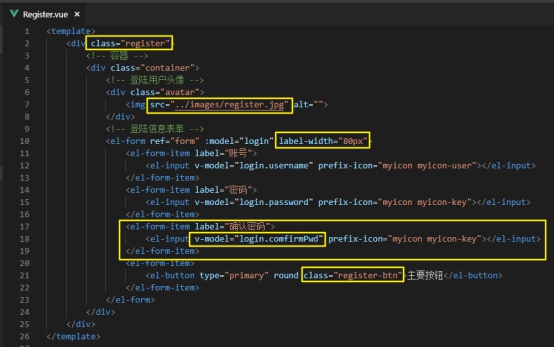 Register.vue ×
1 <template>
2 <div class="register">
3 <!-- 容器 -->
4 <div class="container">
5 <!-- 登陆用户头像 -->
6 <div class="avatar">
7 <img src="../images/register.jpg" alt="">
8 </div>
9 <!-- 登陆信息表单 -->
10 <el-form ref="form" :model="login" label-width="80px">
11 <el-form-item label="账号">
12 <el-input v-model="login.username" prefix-icon="myicon myicon-user"></el-input>
13 </el-form-item>
14 <el-form-item label="密码">
15 <el-input v-model="login.password" prefix-icon="myicon myicon-key"></el-input>
16 </el-form-item>
17 <el-form-item label="确认密码">
18 <el-input v-model="login.comfirmPwd" prefix-icon="myicon myicon-key"></el-input>
19 </el-form-item>
20 <el-form-item>
21 <el-button type="primary" round class="register-btn">主要按钮</el-button>
22 </el-form-item>
23 </el-form>
24 </div>
25 </div>
26 </template>